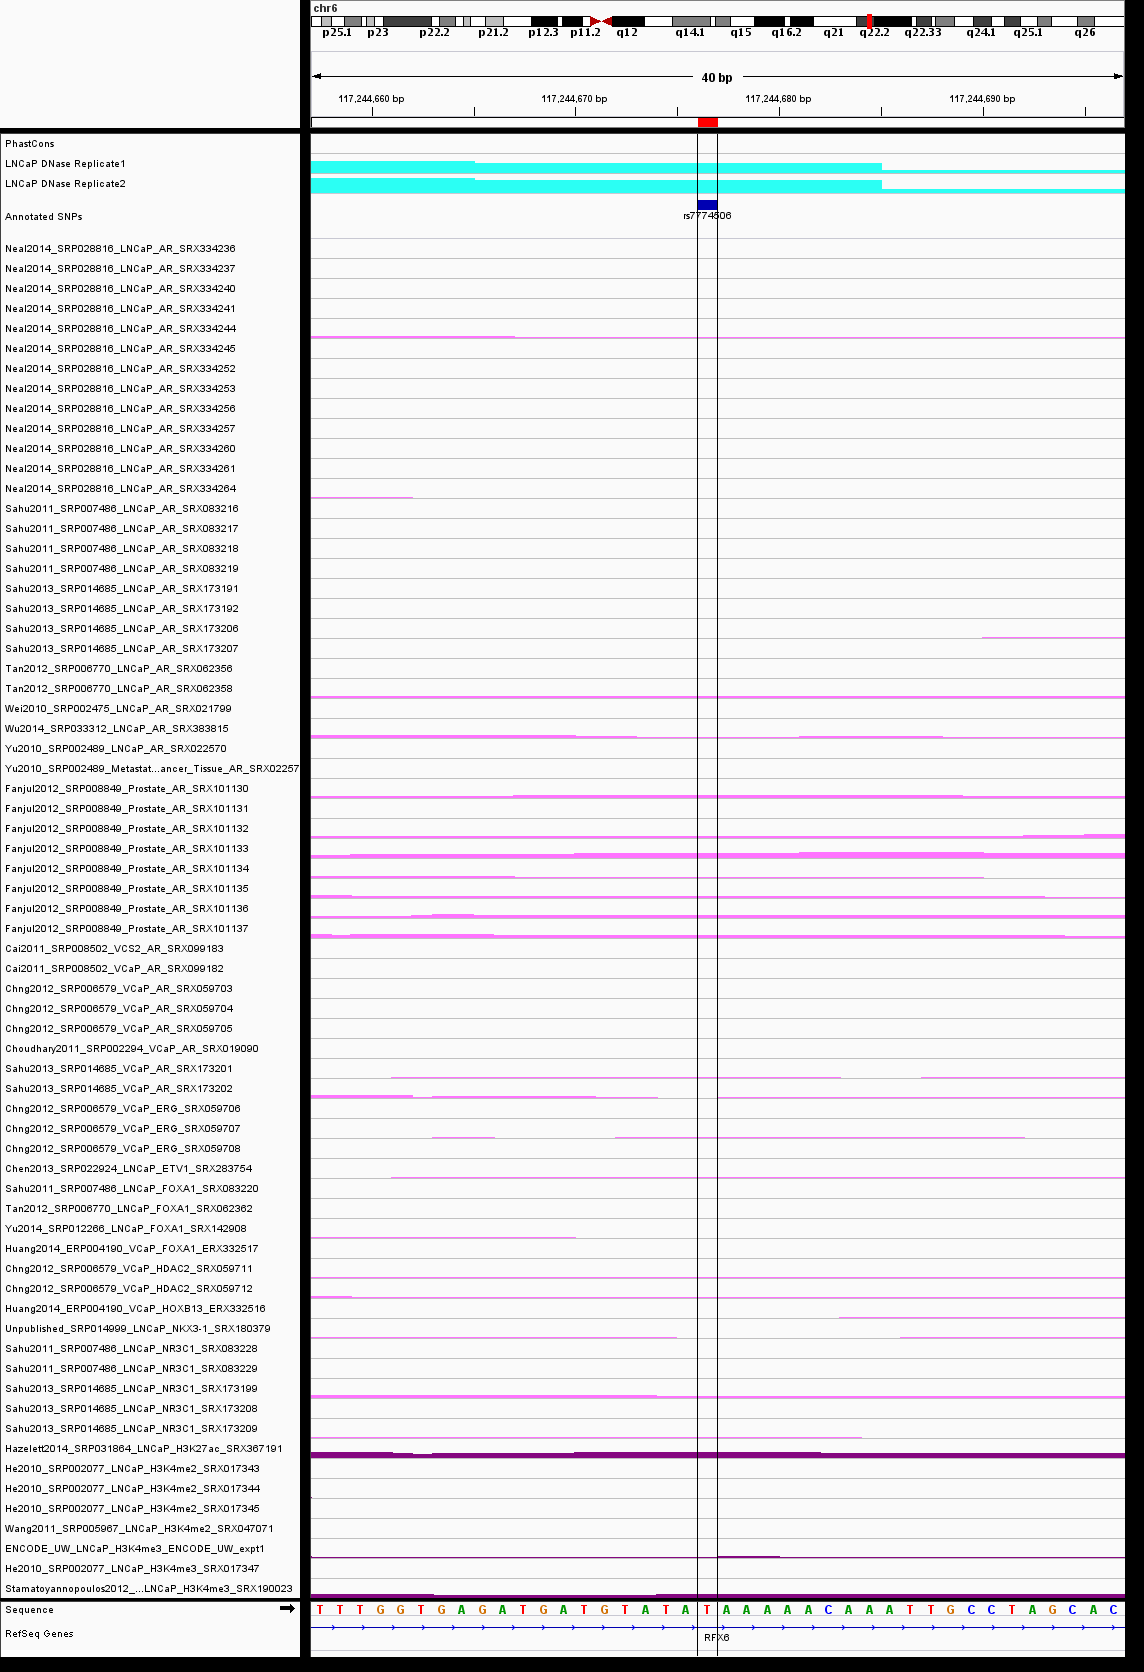 chr6
p25.1 p23 p22.2 p21.2 p12.3 p11.2 q12 q14.1 q15 q16.2 q21 q22.2 q22.33 q24.1 q25.1 q26
40 bp
117,244,660 bp 117,244,670 bp 117,244,680 bp 117,244,690 bp
PhastCons
LNCaP DNase Replicate1
LNCaP DNase Replicate2
Annotated SNPs
rs7774506
Neal2014_SRP028816_LNCaP_AR_SRX334236
Neal2014_SRP028816_LNCaP_AR_SRX334237
Neal2014_SRP028816_LNCaP_AR_SRX334240
Neal2014_SRP028816_LNCaP_AR_SRX334241
Neal2014_SRP028816_LNCaP_AR_SRX334244
Neal2014_SRP028816_LNCaP_AR_SRX334245
Neal2014_SRP028816_LNCaP_AR_SRX334252
Neal2014_SRP028816_LNCaP_AR_SRX334253
Neal2014_SRP028816_LNCaP_AR_SRX334256
Neal2014_SRP028816_LNCaP_AR_SRX334257
Neal2014_SRP028816_LNCaP_AR_SRX334260
Neal2014_SRP028816_LNCaP_AR_SRX334261
Neal2014_SRP028816_LNCaP_AR_SRX334264
Sahu2011_SRP007486_LNCaP_AR_SRX083216
Sahu2011_SRP007486_LNCaP_AR_SRX083217
Sahu2011_SRP007486_LNCaP_AR_SRX083218
Sahu2011_SRP007486_LNCaP_AR_SRX083219
Sahu2013_SRP014685_LNCaP_AR_SRX173191
Sahu2013_SRP014685_LNCaP_AR_SRX173192
Sahu2013_SRP014685_LNCaP_AR_SRX173206
Sahu2013_SRP014685_LNCaP_AR_SRX173207
Tan2012_SRP006770_LNCaP_AR_SRX062356
Tan2012_SRP006770_LNCaP_AR_SRX062358
Wei2010_SRP002475_LNCaP_AR_SRX021799
Wu2014_SRP033312_LNCaP_AR_SRX383815
Yu2010_SRP002489_LNCaP_AR_SRX022570
Yu2010_SRP002489_Metastat...ancer_Tissue_AR_SRX02257
Fanjul2012_SRP008849_Prostate_AR_SRX101130
Fanjul2012_SRP008849_Prostate_AR_SRX101131
Fanjul2012_SRP008849_Prostate_AR_SRX101132
Fanjul2012_SRP008849_Prostate_AR_SRX101133
Fanjul2012_SRP008849_Prostate_AR_SRX101134
Fanjul2012_SRP008849_Prostate_AR_SRX101135
Fanjul2012_SRP008849_Prostate_AR_SRX101136
Fanjul2012_SRP008849_Prostate_AR_SRX101137
Cai2011_SRP008502_VCS2_AR_SRX099183
Cai2011_SRP008502_VCaP_AR_SRX099182
Chng2012_SRP006579_VCaP_AR_SRX059703
Chng2012_SRP006579_VCaP_AR_SRX059704
Chng2012_SRP006579_VCaP_AR_SRX059705
Choudhary2011_SRP002294_VCaP_AR_SRX019090
Sahu2013_SRP014685_VCaP_AR_SRX173201
Sahu2013_SRP014685_VCaP_AR_SRX173202
Chng2012_SRP006579_VCaP_ERG_SRX059706
Chng2012_SRP006579_VCaP_ERG_SRX059707
Chng2012_SRP006579_VCaP_ERG_SRX059708
Chen2013_SRP022924_LNCaP_ETV1_SRX283754
Sahu2011_SRP007486_LNCaP_FOXA1_SRX083220
Tan2012_SRP006770_LNCaP_FOXA1_SRX062362
Yu2014_SRP012266_LNCaP_FOXA1_SRX142908
Huang2014_ERP004190_VCaP_FOXA1_ERX332517
Chng2012_SRP006579_VCaP_HDAC2_SRX059711
Chng2012_SRP006579_VCaP_HDAC2_SRX059712
Huang2014_ERP004190_VCaP_HOXB13_ERX332516
Unpublished_SRP014999_LNCaP_NKX3-1_SRX180379
Sahu2011_SRP007486_LNCaP_NR3C1_SRX083228
Sahu2011_SRP007486_LNCaP_NR3C1_SRX083229
Sahu2013_SRP014685_LNCaP_NR3C1_SRX173199
Sahu2013_SRP014685_LNCaP_NR3C1_SRX173208
Sahu2013_SRP014685_LNCaP_NR3C1_SRX173209
Hazelett2014_SRP031864_LNCaP_H3K27ac_SRX367191
He2010_SRP002077_LNCaP_H3K4me2_SRX017343
He2010_SRP002077_LNCaP_H3K4me2_SRX017344
He2010_SRP002077_LNCaP_H3K4me2_SRX017345
Wang2011_SRP005967_LNCaP_H3K4me2_SRX047071
ENCODE_UW_LNCaP_H3K4me3_ENCODE_UW_expt1
He2010_SRP002077_LNCaP_H3K4me3_SRX017347
Stamatoyannopoulos2012_...LNCaP_H3K4me3_SRX190023
Sequence T T T G G T G A G A T G A T G T A T A T A A A A A C A A A T T G C C T A G C A C
RefSeq Genes
RFX6